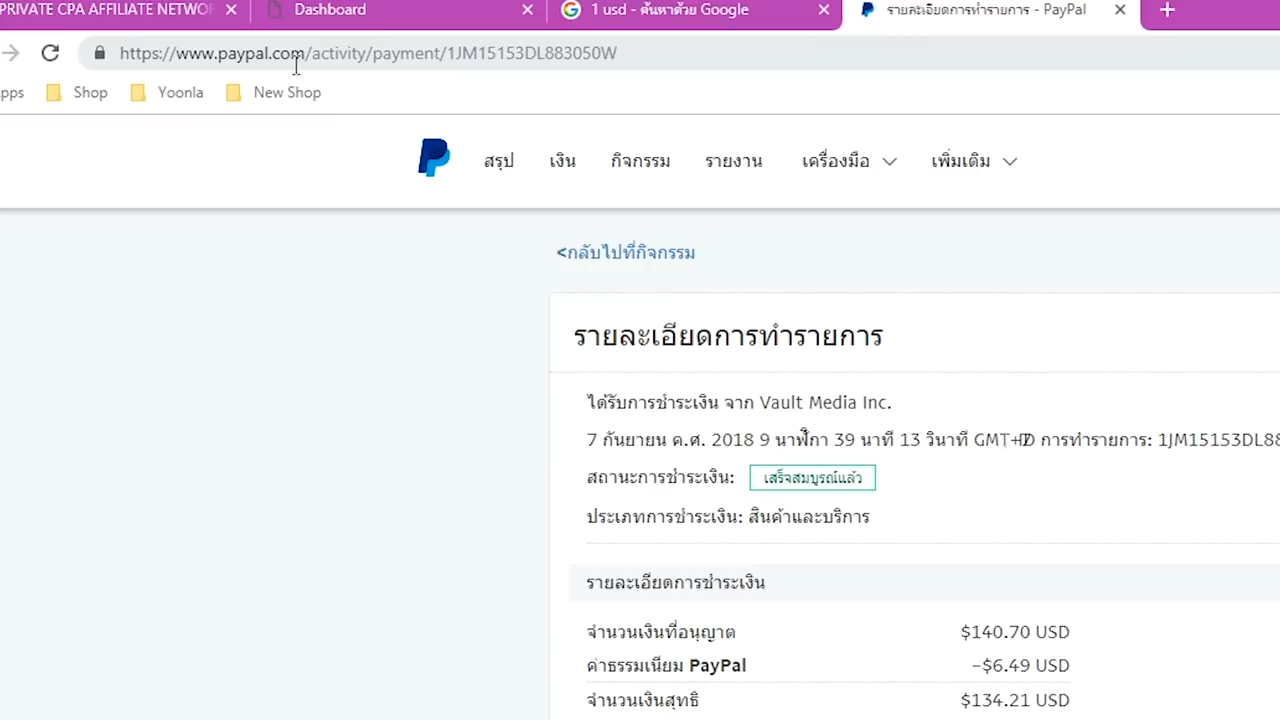 PRIVATE CPA AFFILIATE NETWOR
Dashboard
1 usd - ค้นหาด้วย Google
รายละเอียดการทำรายการ - PayPal
https://www.paypal.com/activity/payment/1JM15153DL883050W
pps
Shop
Yoonla
New Shop
สรุป
เงิน
กิจกรรม
รายงาน
เครื่องมือ
เพิ่มเติม
<กลับไปที่กิจกรรม
รายละเอียดการทำรายการ
ได้รับการชำระเงิน จาก Vault Media Inc.
7 กันยายน ค.ศ. 2018 9 นาฬิกา 39 นาที 13 วินาที การทำรายการ: 1JM15153DL88
สถานะการชำระเงิน: เสร็จสมบูรณ์แล้ว
ประเภทการชำระเงิน: สินค้าและบริการ
รายละเอียดการชำระเงิน
จำนวนเงินที่อนุญาต $140.70 USD
ค่าธรรมเนียม PayPal -$6.49 USD
จำนวนเงินสุทธิ $134.21 USD